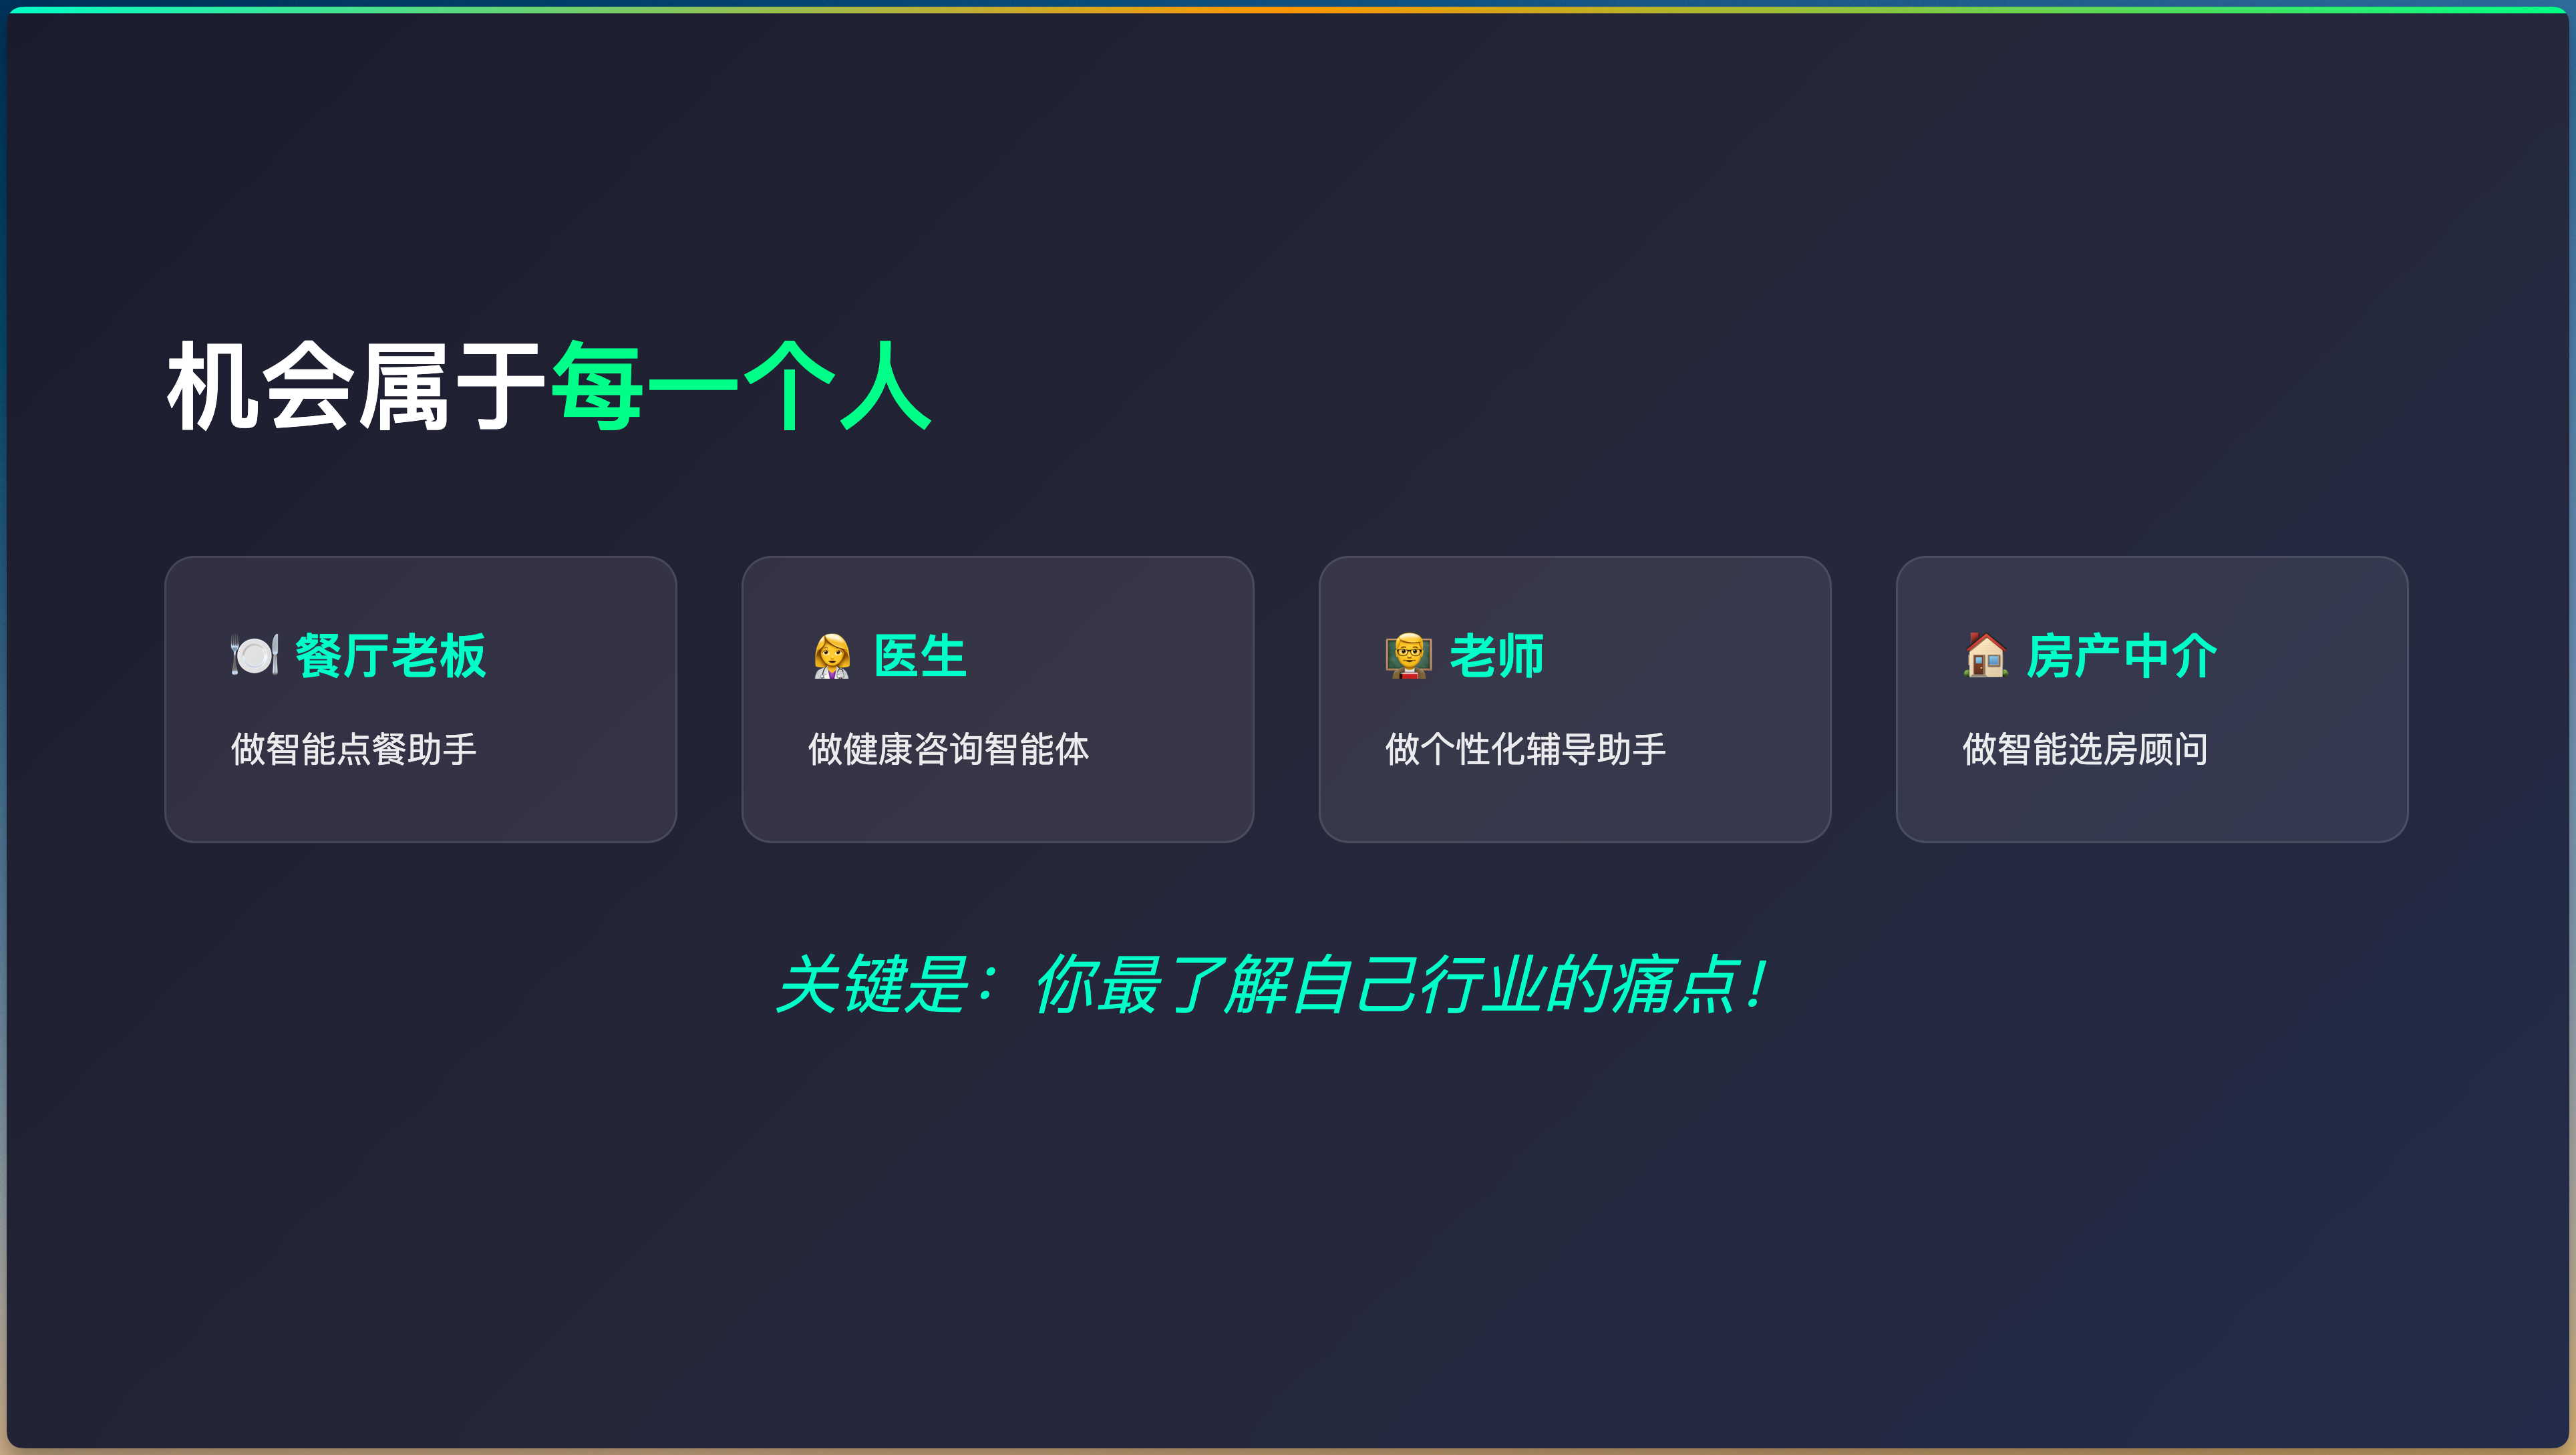 机会属于每一个人
🍽️ 餐厅老板
做智能点餐助手
👩‍⚕️ 医生
做健康咨询智能体
👨‍🏫 老师
做个性化辅导助手
🏠 房产中介
做智能选房顾问
关键是：你最了解自己行业的痛点！